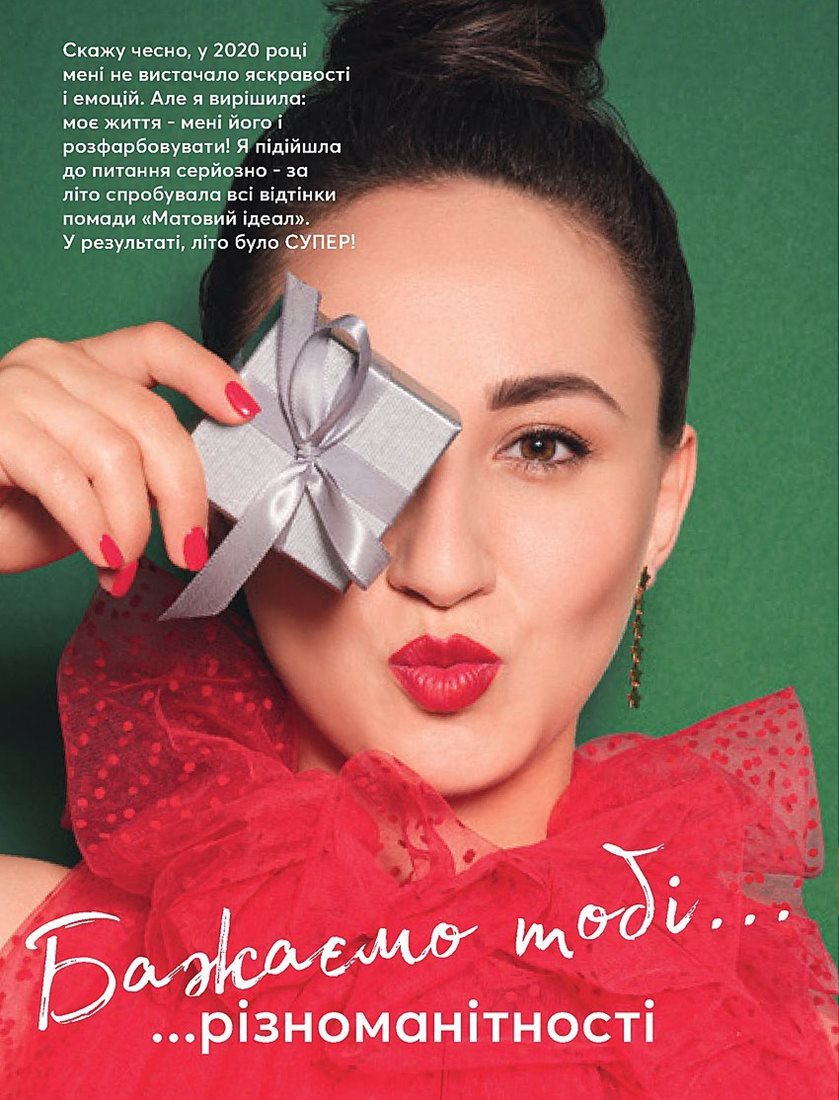 Скажу чесно, у 2020 році
мені не вистачало яскравості
і емоцій. Але я вирішила:
моє життя - мені його і
розфарбовувати! Я підійшла
до питання серйозно - за
літо спробувала всі відтінки
помади «Матовий ідеал».
У результаті, літо було СУПЕР!
Бажаємо тобі...
...різноманітності